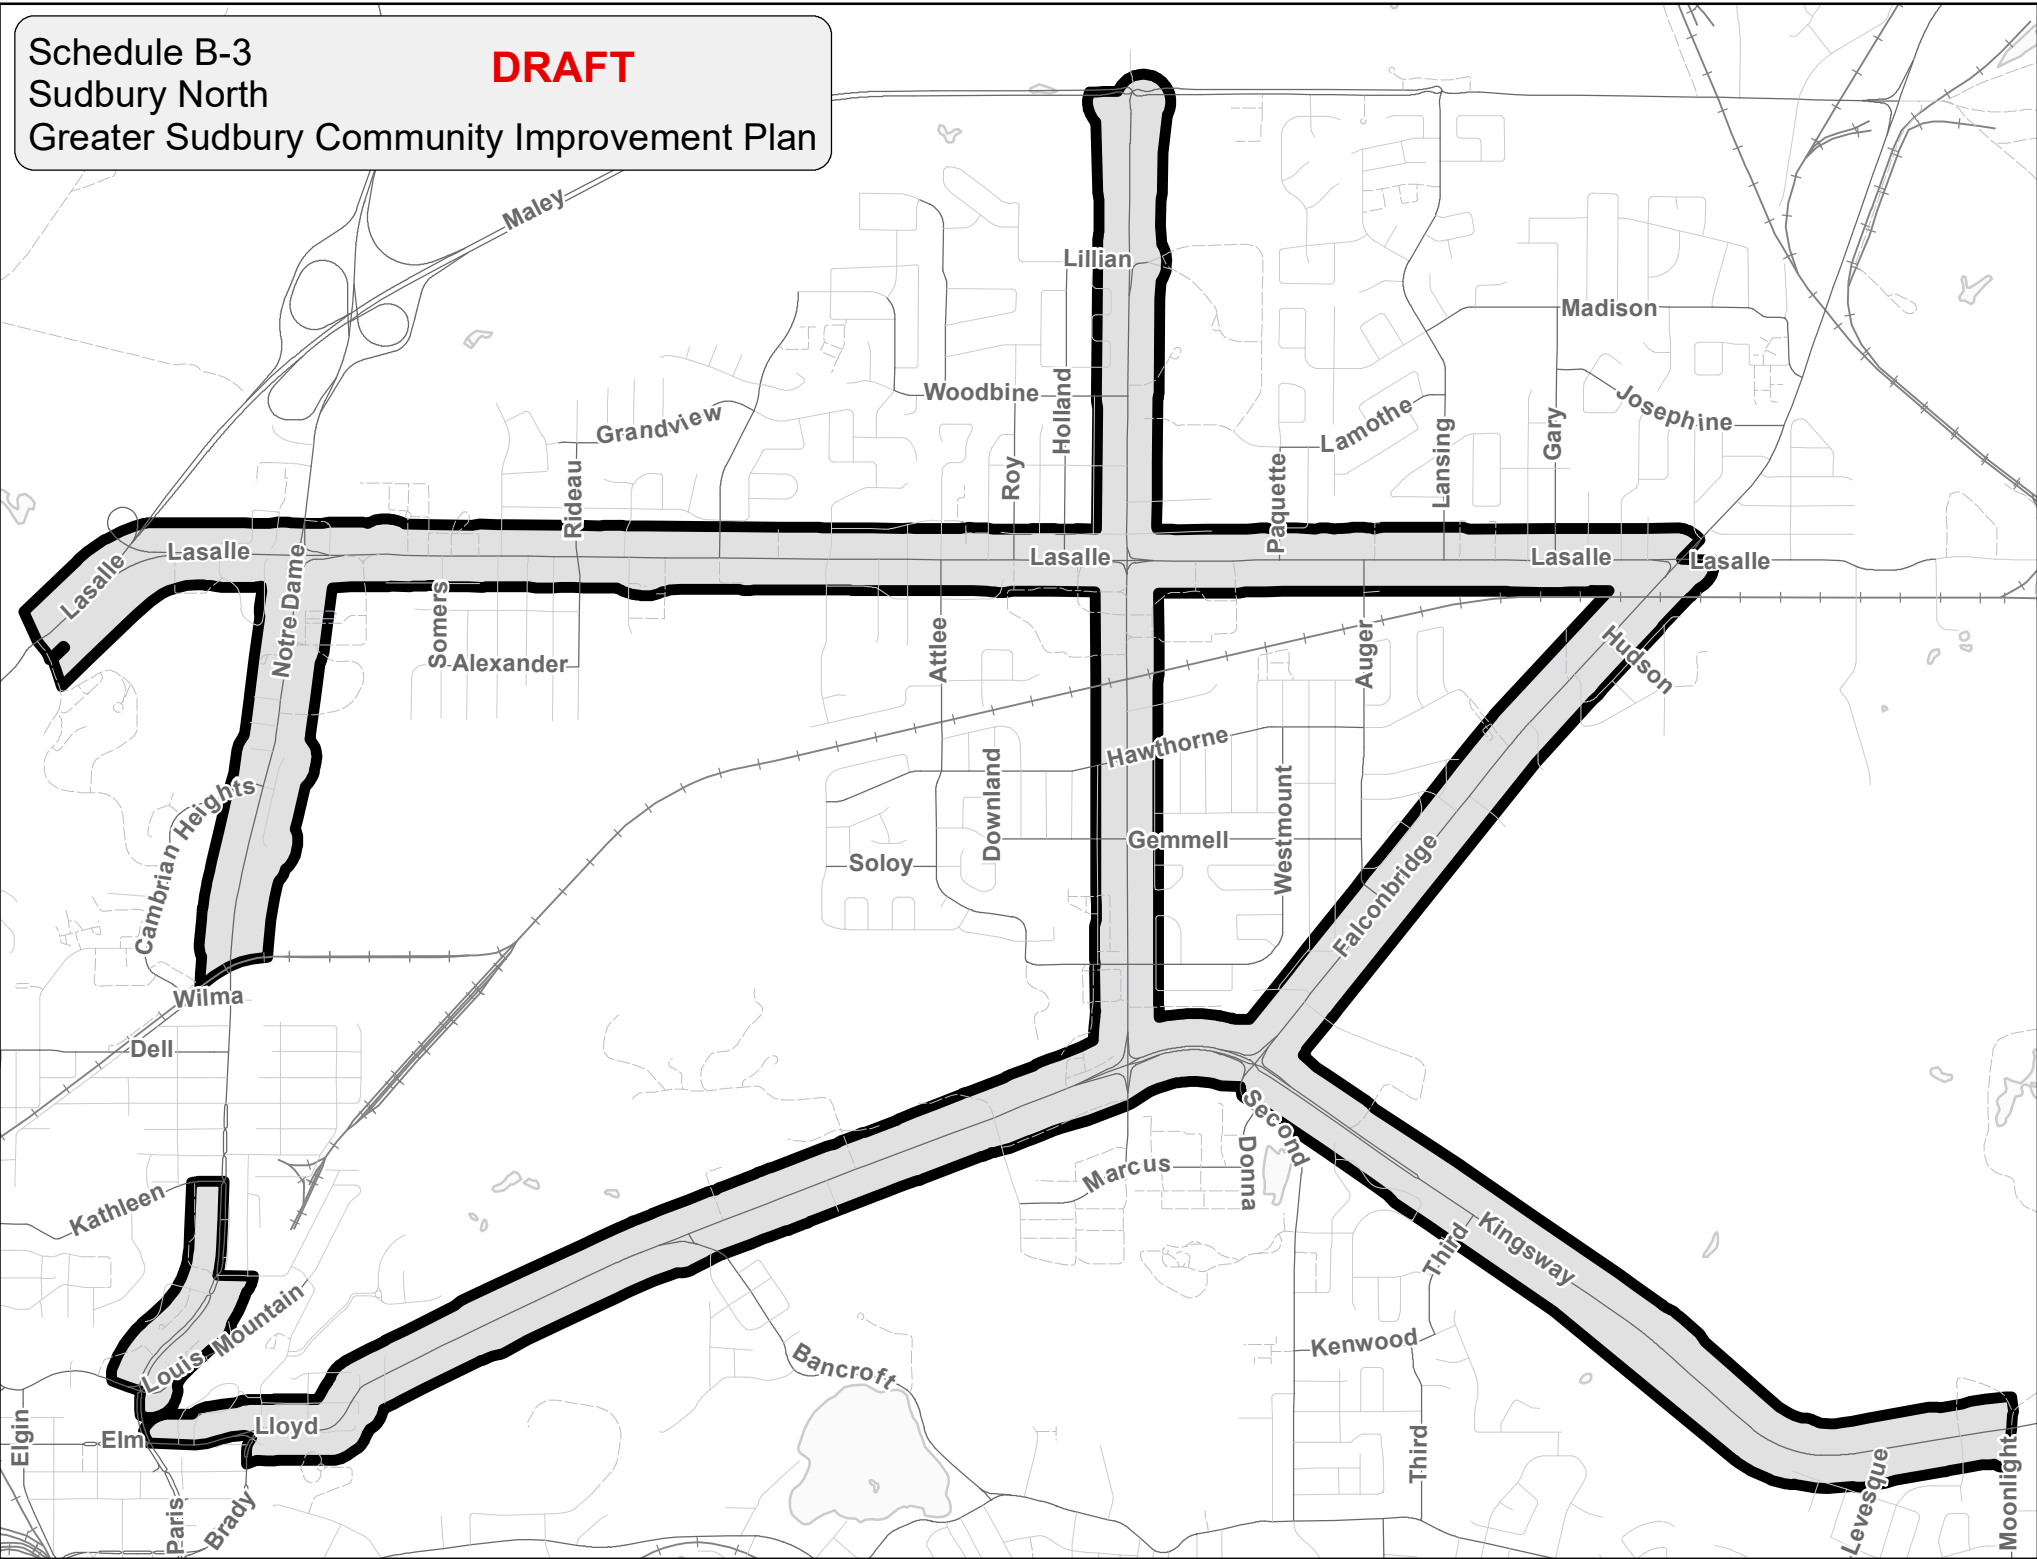 Schedule B-3
DRAFT
Sudbury North
Greater Sudbury Community Improvement Plan
Maley
Lillian
Madison
Woodbine
Holland
Josephine
Grandview
Lamothe
Gary
Lansing
Roy
Rideau
Paquette
Lasalle
Lasalle
Lasalle
Lasalle
Lasalle
Notre Dame
Somers
Alexander
Attlee
Auger
Hudson
Hawthorne
Cambrian Heights
Downland
Westmount
Gemmell
Soloy
Falconbridge
Wilma
Dell
Second
Donna
Marcus
Kathleen
Third
Kingsway
Louis
Mountain
Kenwood
Bancroft
Lloyd
Elm
Elgin
Third
Paris
Brady
Levesque
Moonlight